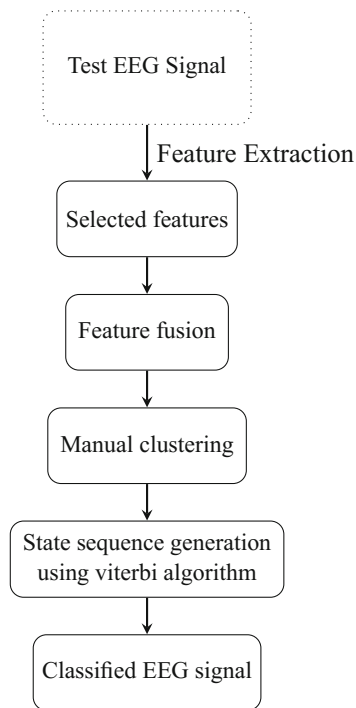 Test EEG Signal
Feature Extraction
Selected features
Feature fusion
Manual clustering
State sequence generation
using viterbi algorithm
Classified EEG signal